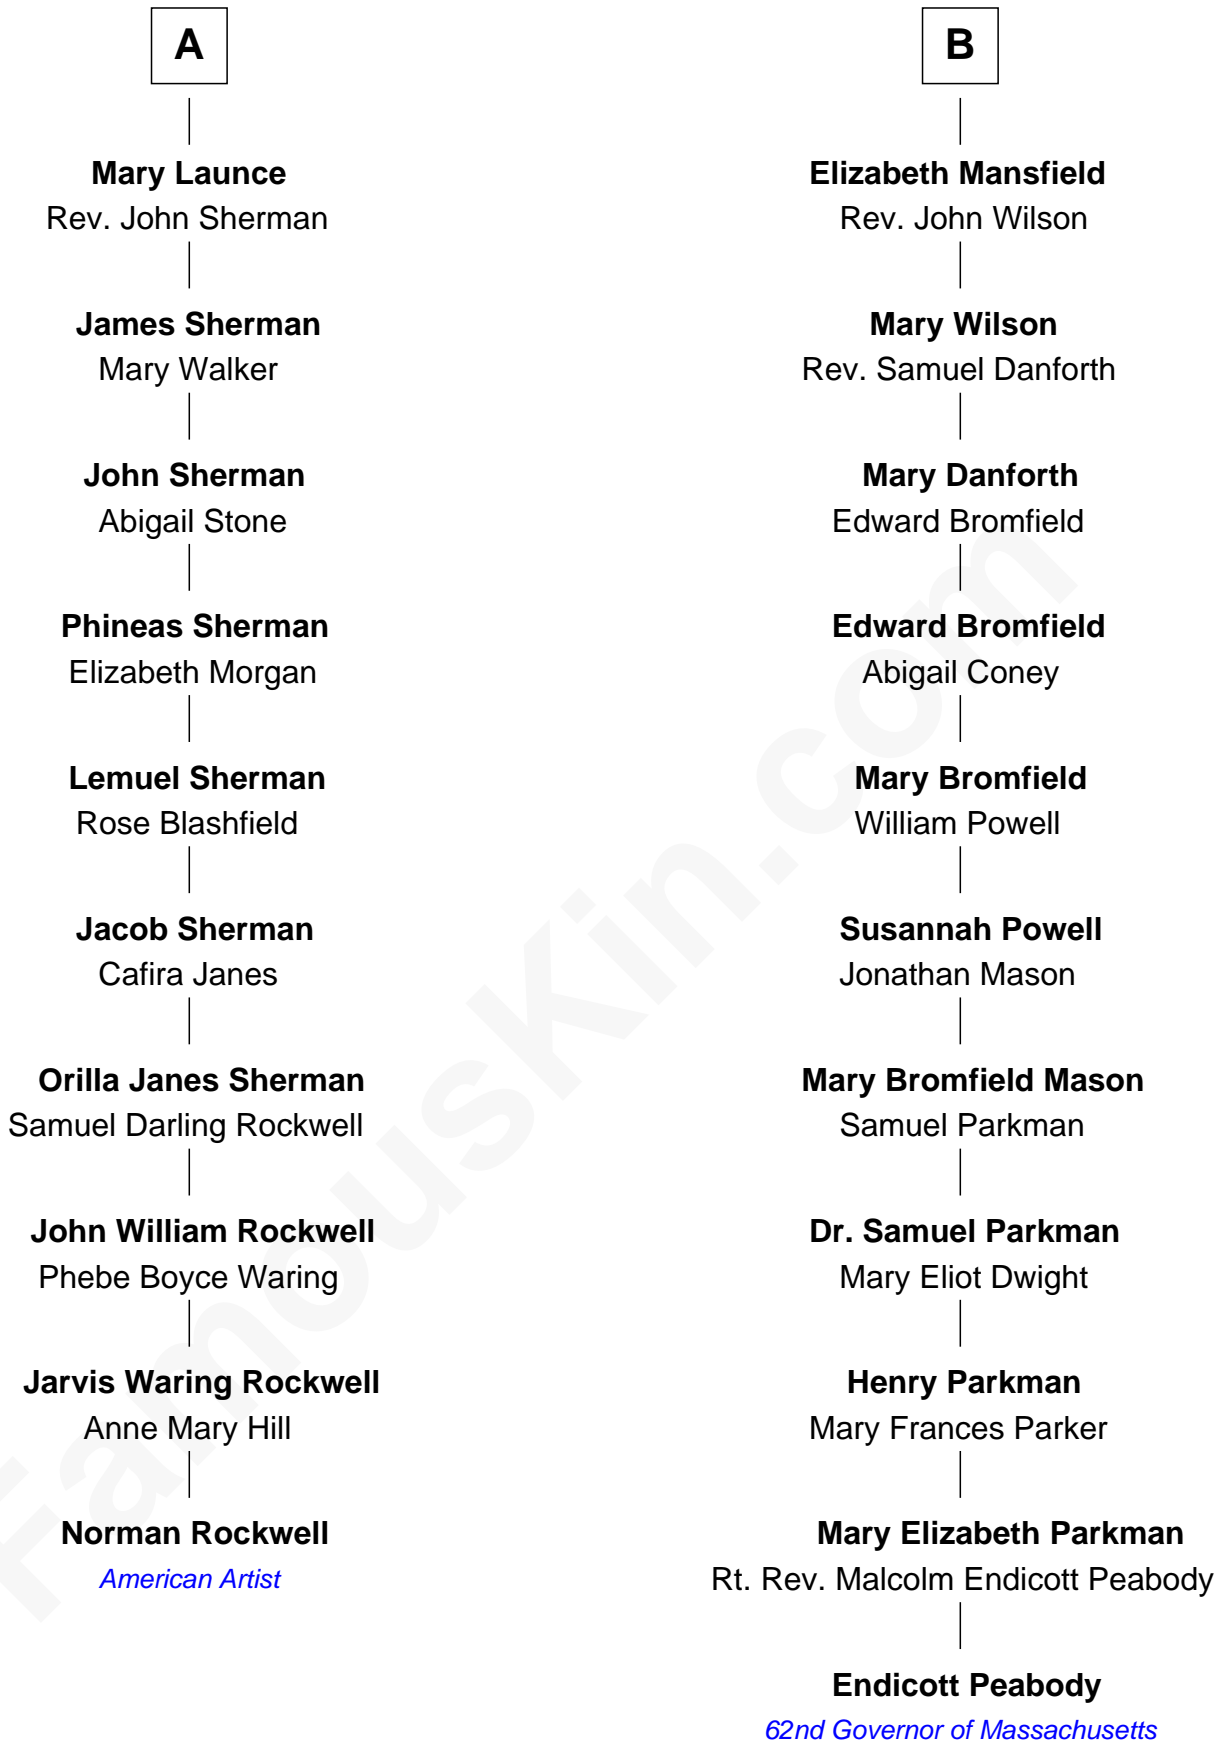 A
Mary Launce
Rev. John Sherman
James Sherman
Mary Walker
John Sherman
Abigail Stone
Phineas Sherman
Elizabeth Morgan
Lemuel Sherman
Rose Blashfield
Jacob Sherman
Cafira Janes
Orilla Janes Sherman
Samuel Darling Rockwell
John William Rockwell
Phebe Boyce Waring
Jarvis Waring Rockwell
Anne Mary Hill
Norman Rockwell
American Artist
B
Elizabeth Mansfield
Rev. John Wilson
Mary Wilson
Rev. Samuel Danforth
Mary Danforth
Edward Bromfield
Edward Bromfield
Abigail Coney
Mary Bromfield
William Powell
Susannah Powell
Jonathan Mason
Mary Bromfield Mason
Samuel Parkman
Dr. Samuel Parkman
Mary Eliot Dwight
Henry Parkman
Mary Frances Parker
Mary Elizabeth Parkman
Rt. Rev. Malcolm Endicott Peabody
Endicott Peabody
62nd Governor of Massachusetts
FamousKin.com